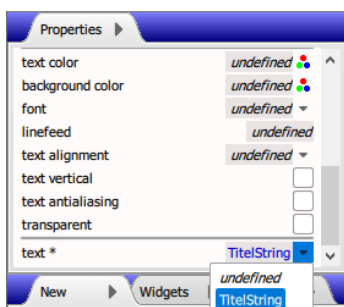 Properties
text color undefined
background color undefined
font undefined
linefeed undefined
text alignment undefined
text vertical
text antialiasing
transparent
text * TitelString
undefined
New Widgets
TitelString